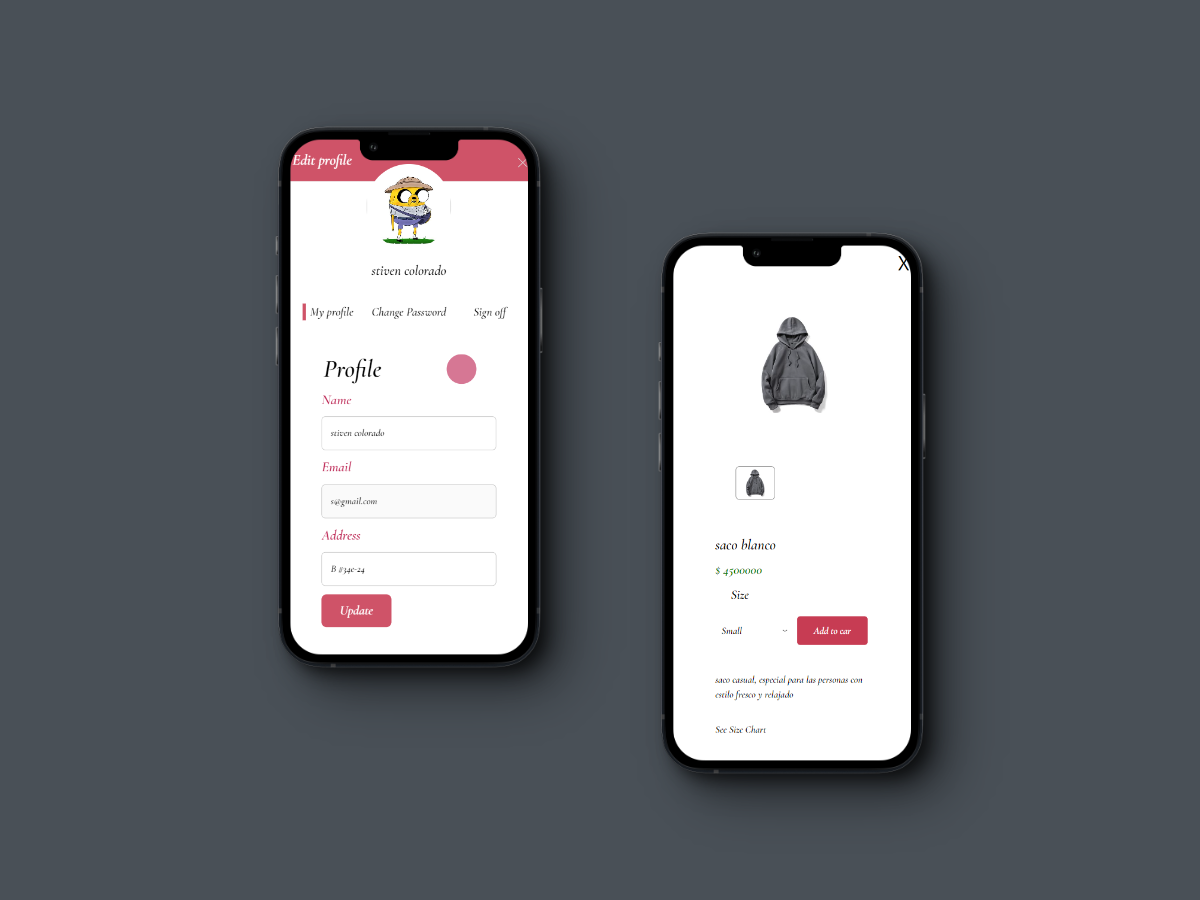 Edit profile
stiven colorado
My profile Change Password Sign off
Profile
Name
stiven colorado
Email
s@gmail.com
Address
B #34e-24
Update
X
saco blanco
$ 4500000
Size
Small
Add to car
saco casual, especial para las personas con
estilo fresco y relajado
See Size Chart